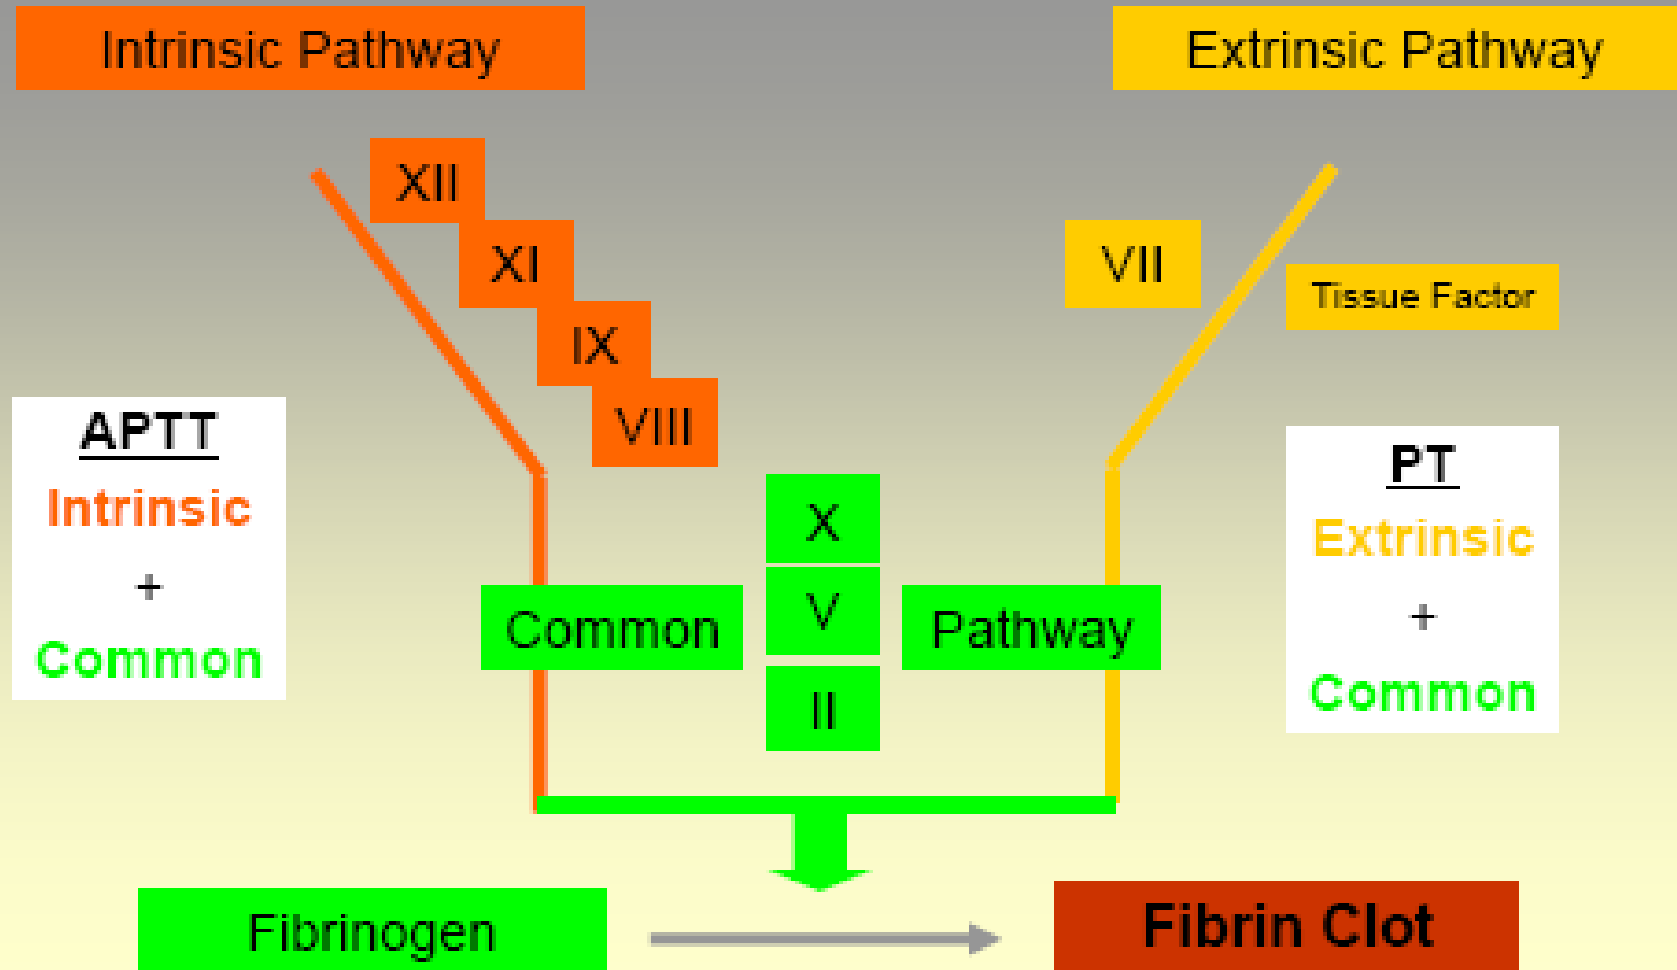 Intrinsic Pathway
Extrinsic Pathway
XII
XI
IX
VIII
VII
Tissue Factor
APTT
Intrinsic
+
Common
X
V
II
Common
Pathway
PT
Extrinsic
+
Common
Fibrinogen
Fibrin Clot